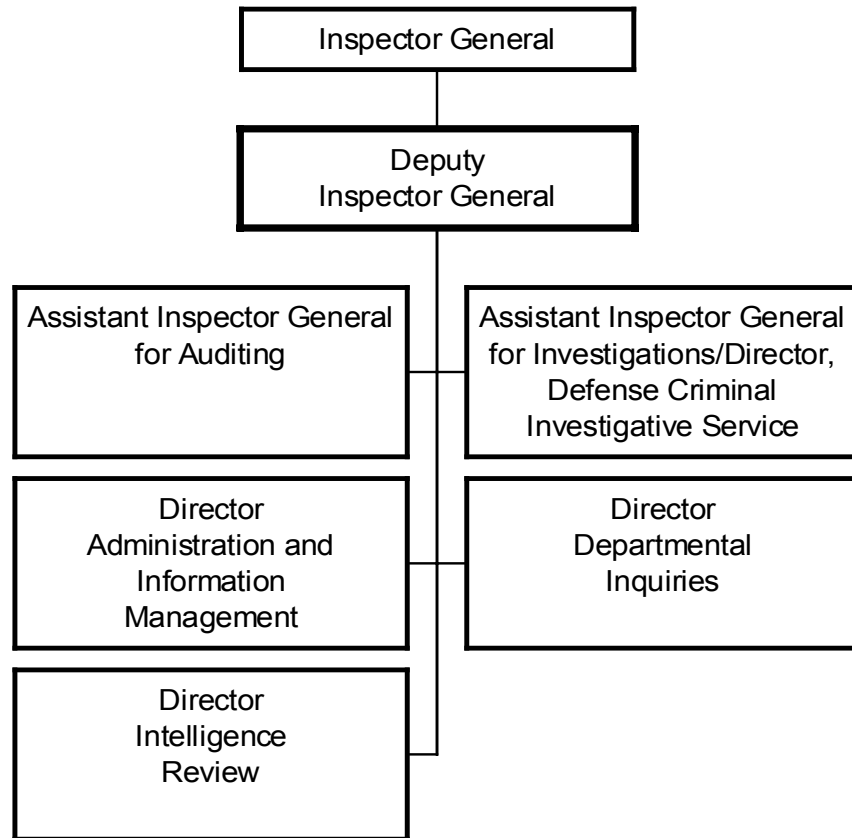 Inspector General
Deputy
Inspector General
Assistant Inspector General
for Auditing
Assistant Inspector General
for Investigations/Director,
Defense Criminal
Investigative Service
Director
Administration and
Information
Management
Director
Departmental
Inquiries
Director
Intelligence
Review